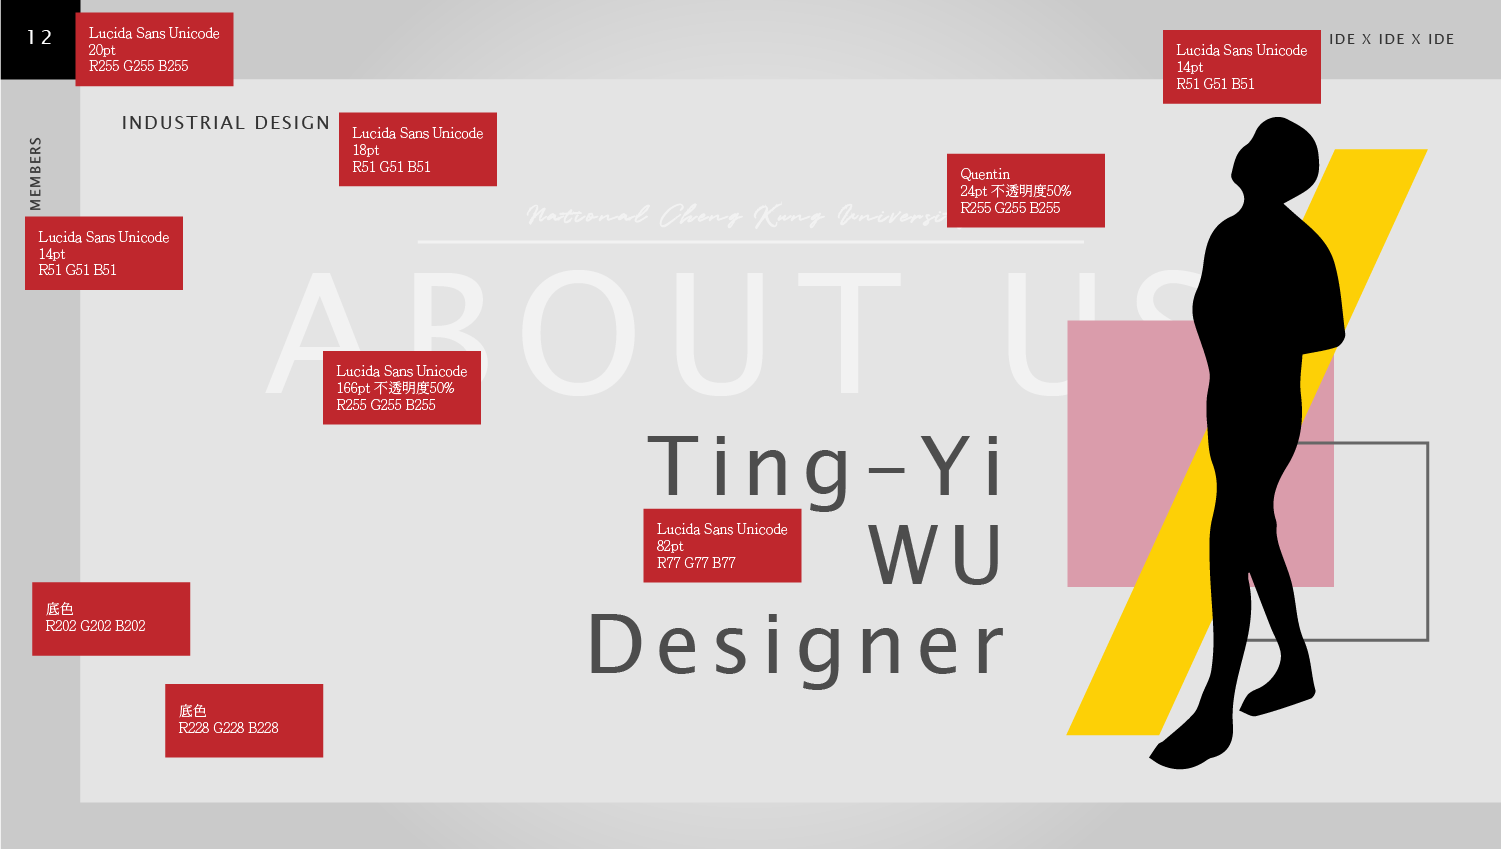 12
Lucida Sans Unicode
20pt
R255 G255 B255
Lucida Sans Unicode
14pt
R51 G51 B51
IDE X IDE X IDE
INDUSTRIAL DESIGN
Lucida Sans Unicode
18pt
R51 G51 B51
MEMBERS
Lucida Sans Unicode
14pt
R51 G51 B51
Quentin
24pt 不透明度50%
R255 G255 B255
National Cheng Kung
ABOUT US
Lucida Sans Unicode
166pt 不透明度50%
R255 G255 B255
Ting-Yi
WU
Designer
Lucida Sans Unicode
82pt
R77 G77 B77
底色
R202 G202 B202
底色
R228 G228 B228